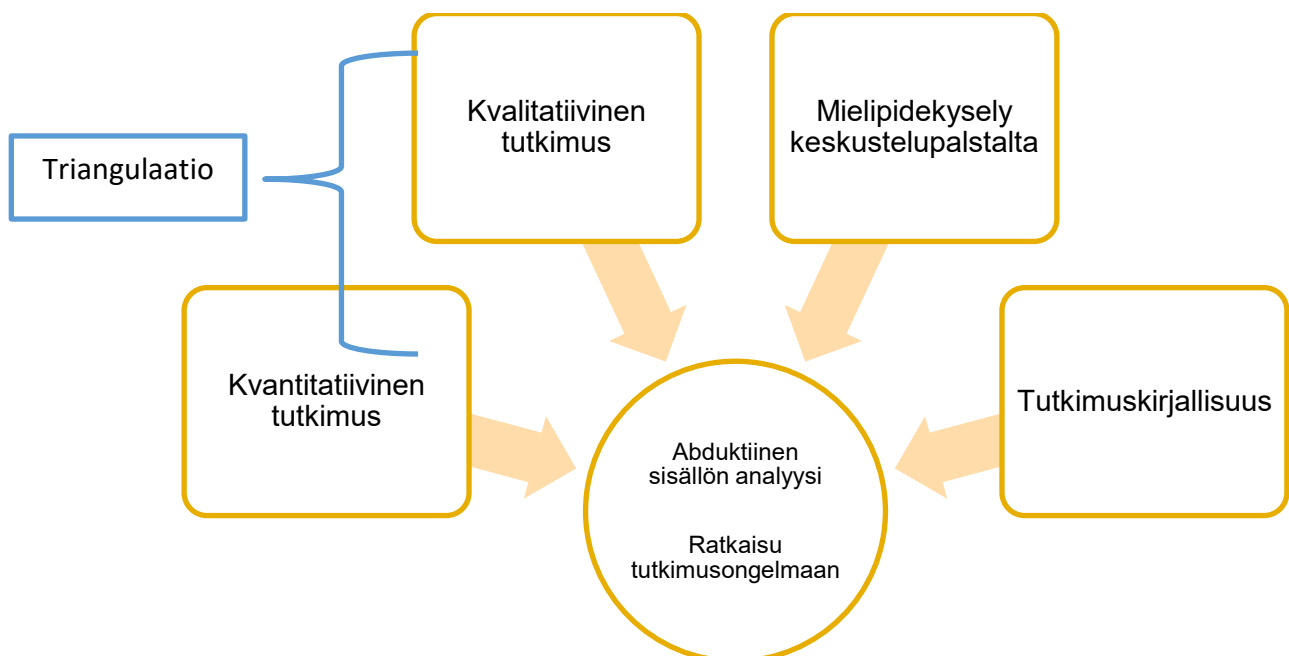 Triangulaatio
Kvalitatiivinen
tutkimus
Mielipidekysely
keskustelupalstalta
Kvantitatiivinen
tutkimus
Tutkimuskirjallisuus
Abduktiinen
sisällön analyysi
Ratkaisu
tutkimusongelmaan